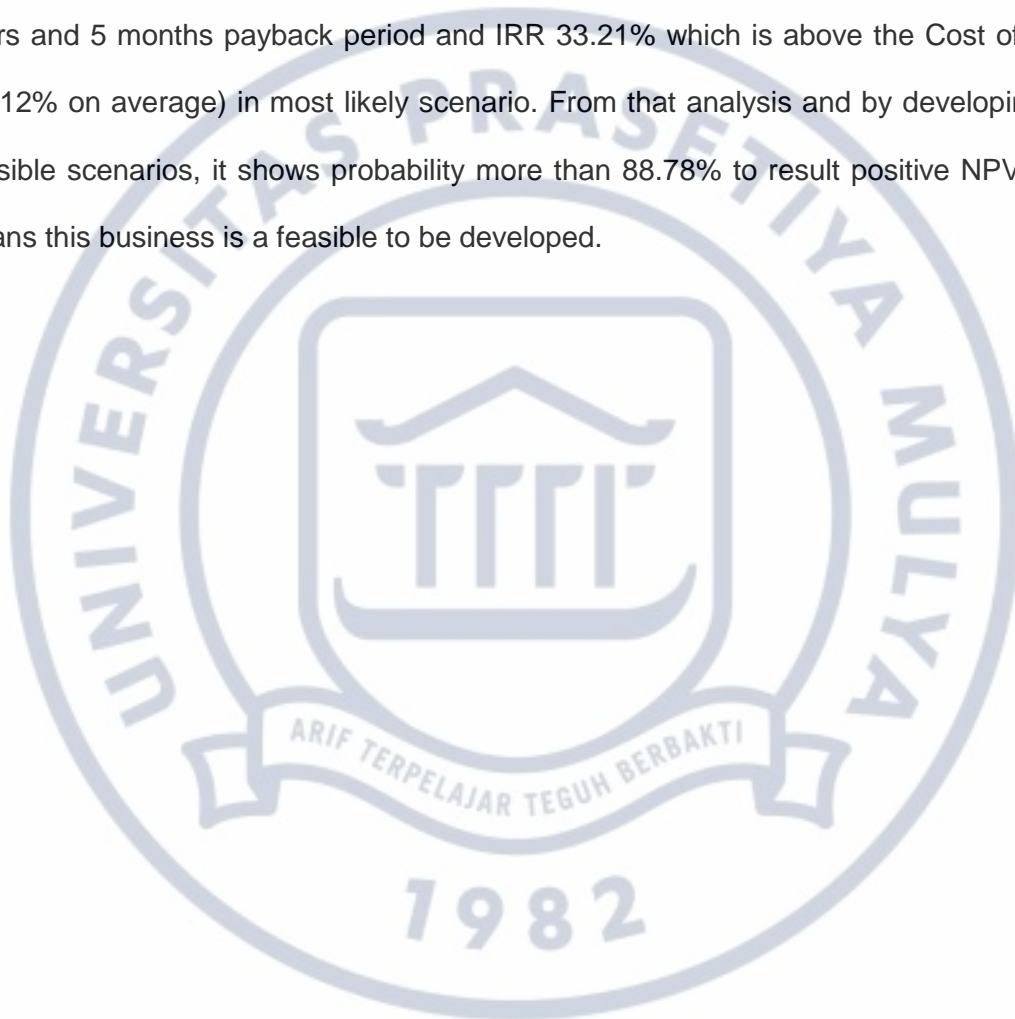 rs and 5 months payback period and IRR 33.21% which is above the Cost of
12% on average) in most likely scenario. From that analysis and by developin
sible scenarios, it shows probability more than 88.78% to result positive NPV
ans this business is a feasible to be developed.
UNIVERSITAS PRASETIYA MULYA
ARIF TERPELAJAR TEGUH BERBAKTI
1982